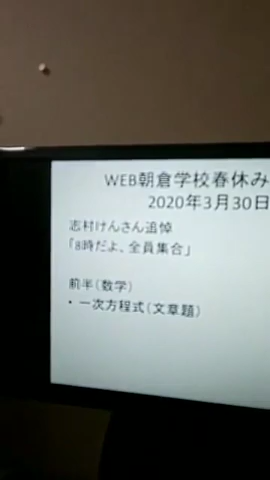 WEB朝倉学校春休み
2020年3月30日
志村けんさん追悼
「8時だよ、全員集合」
前半(数学)
• 一次方程式(文章題)